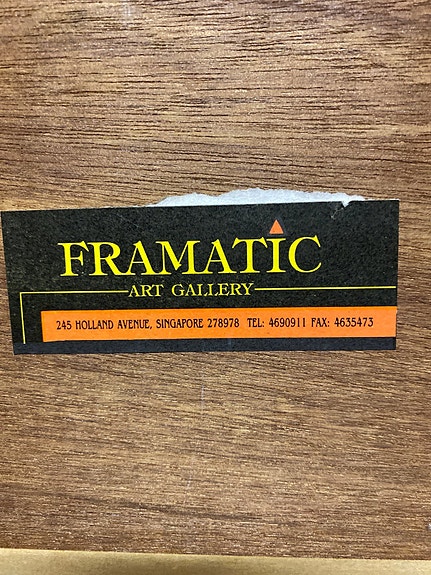 FRAMATIC
ART GALLERY
245 HOLLAND AVENUE, SINGAPORE 278978 TEL: 4690911 FAX: 4635473